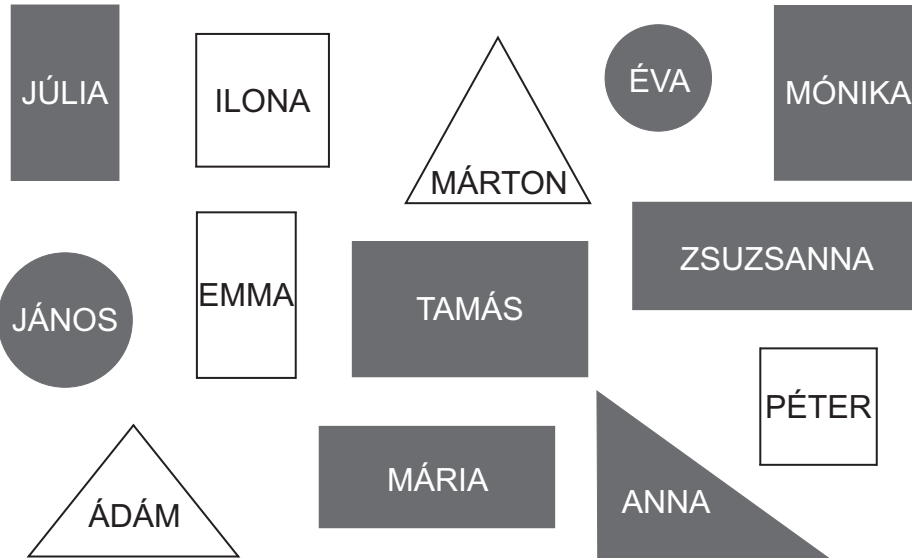 JÚLIA
ILONA
MÁRTON
ÉVA
MÓNIKA
JÁNOS
EMMA
TAMÁS
ZSUZSANNA
PÉTER
ÁDÁM
MÁRIA
ANNA